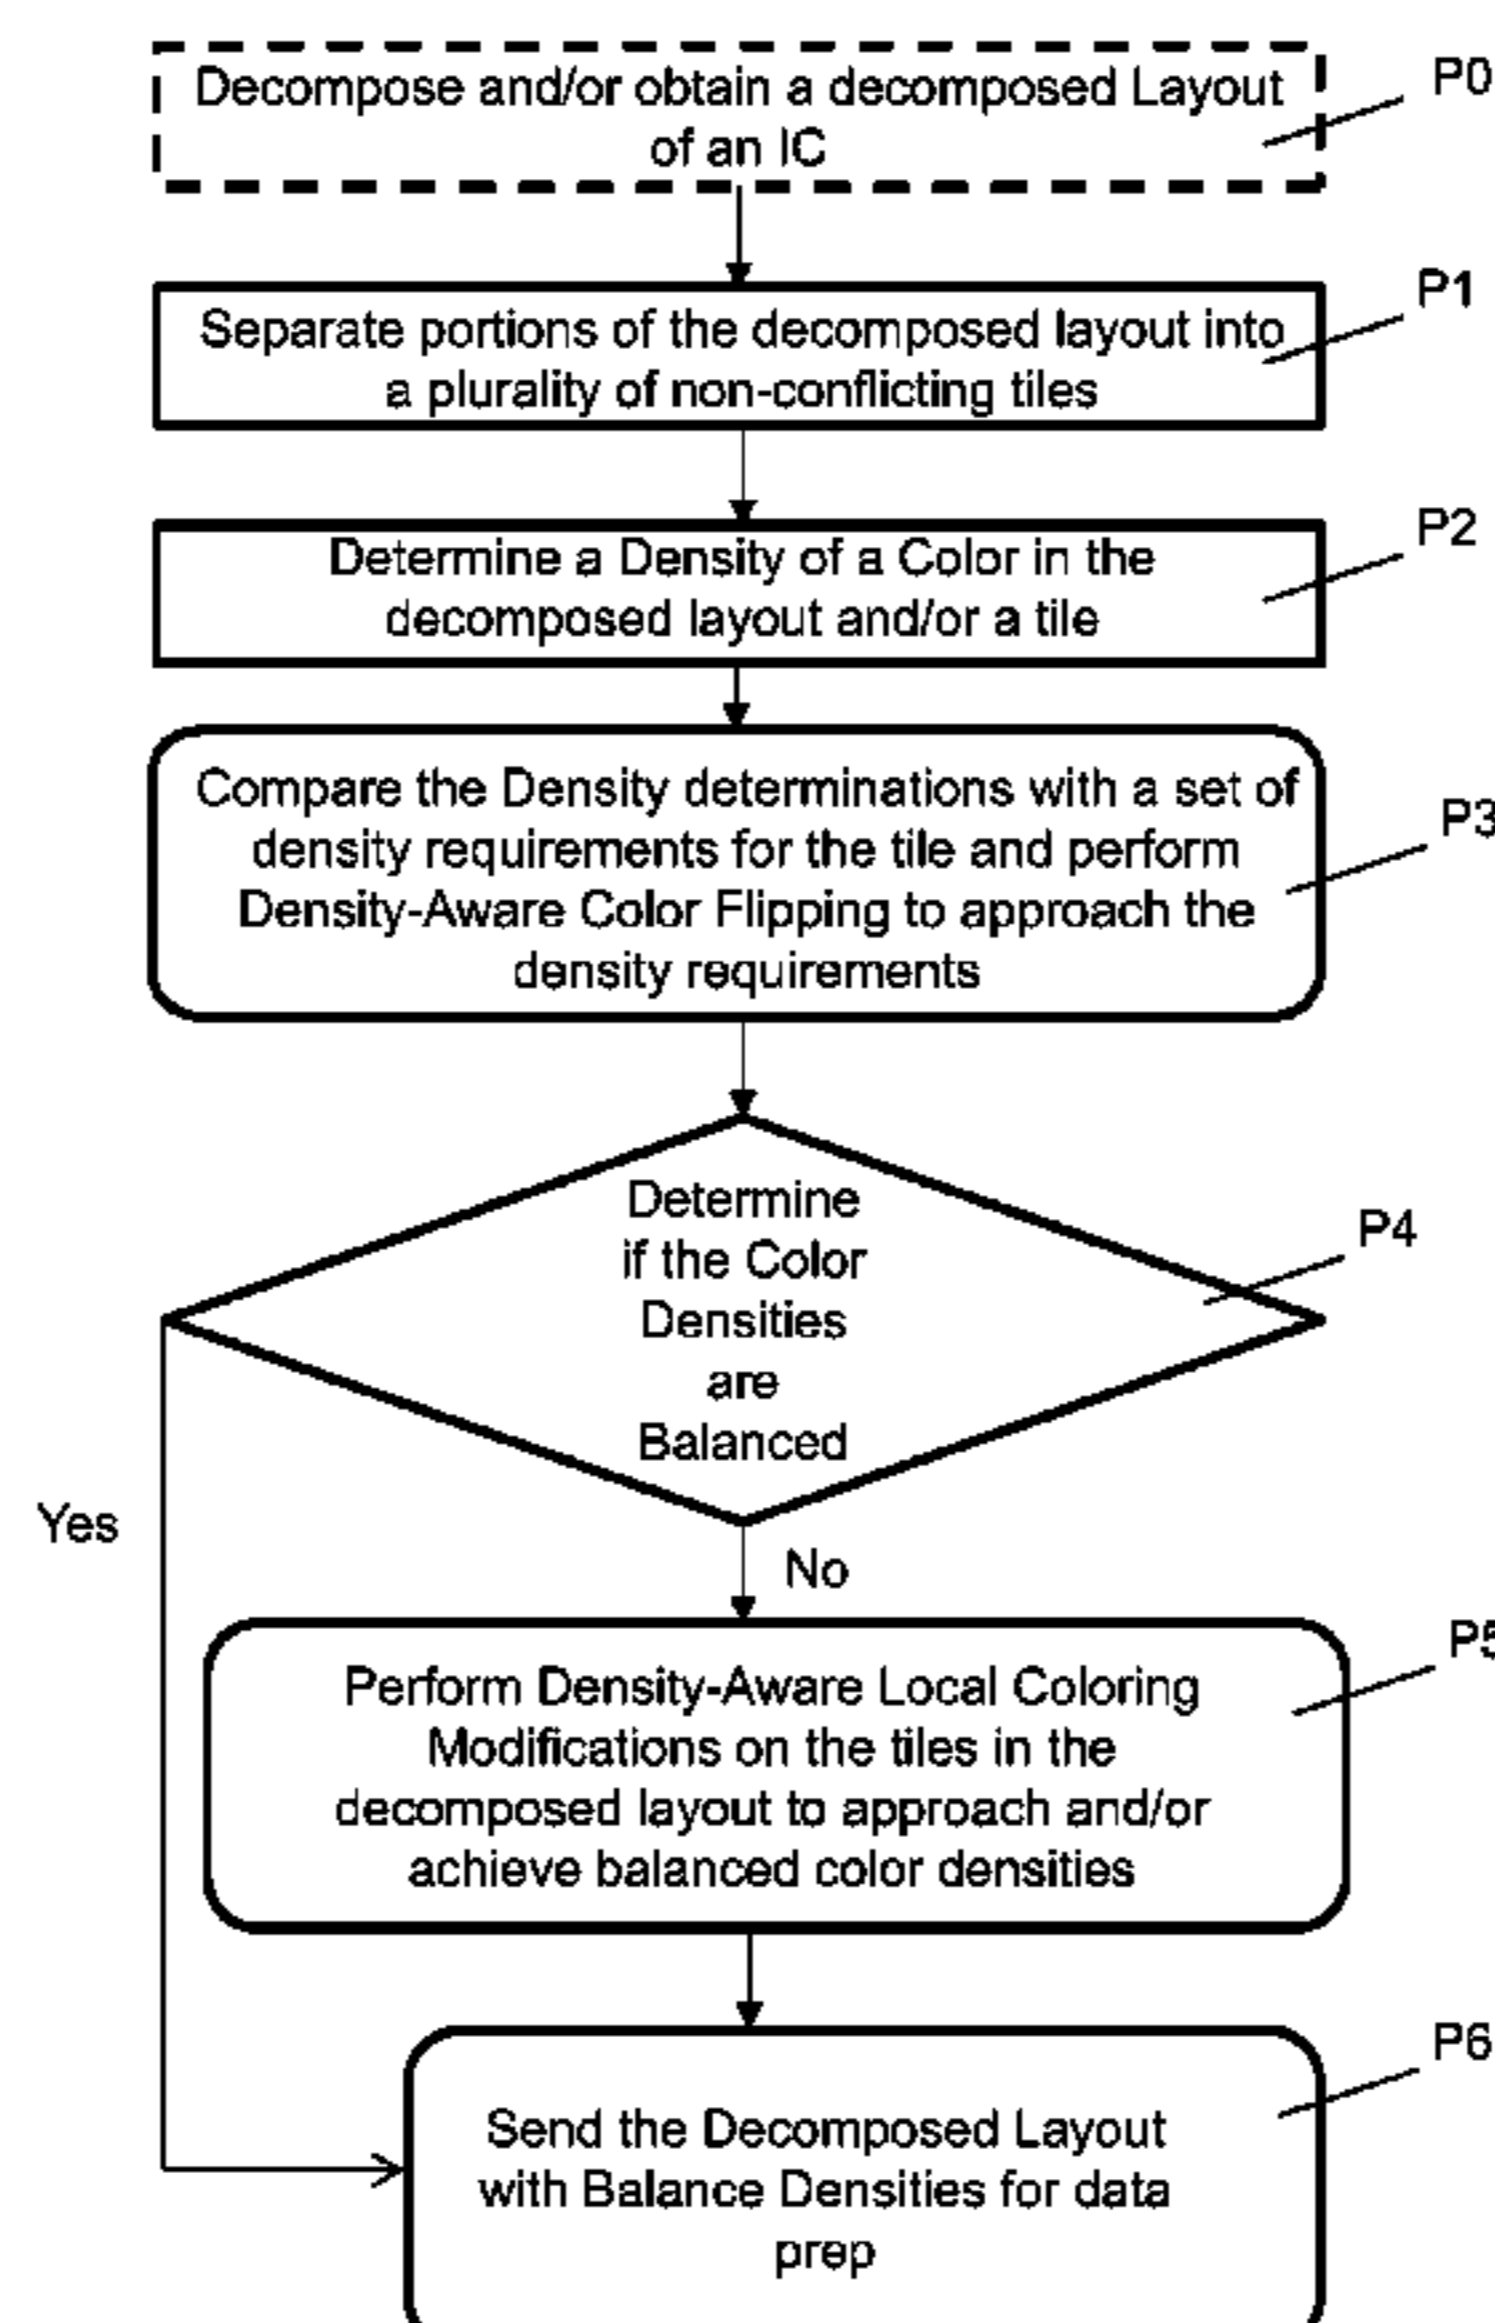 Decompose and/or obtain a decomposed Layout
of an IC
P0
Separate portions of the decomposed layout into
a plurality of non-conflicting tiles
P1
Determine a Density of a Color in the
decomposed layout and/or a tile
P2
Compare the Density determinations with a set of
density requirements for the tile and perform
Density-Aware Color Flipping to approach the
density requirements
P3
Determine
if the Color
Densities
are
Balanced
P4
Yes
No
Perform Density-Aware Local Coloring
Modifications on the tiles in the
decomposed layout to approach and/or
achieve balanced color densities
P5
Send the Decomposed Layout
with Balance Densities for data
prep
P6